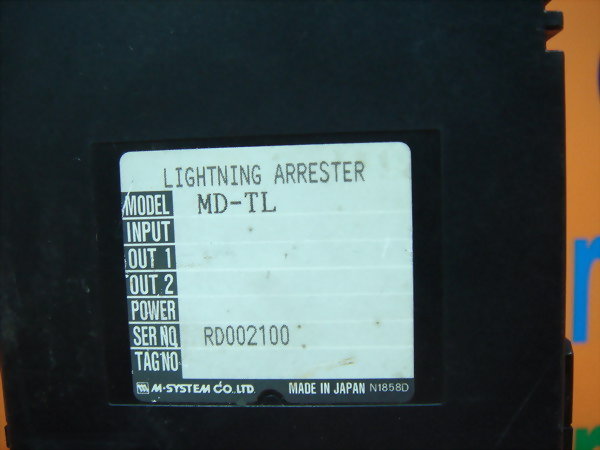 LIGHTNING ARRESTER
MODEL MD-TL
INPUT
OUT 1
OUT 2
POWER
SER NO RD002100
TAG NO
M-SYSTEM CO.,LTD. MADE IN JAPAN N1858D